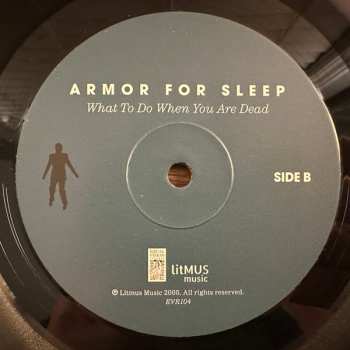 ARMOR FOR SLEEP
What To Do When You Are Dead
SIDE B
litMUS
music
© Litmus Music 2005. All rights reserved.
EVR104